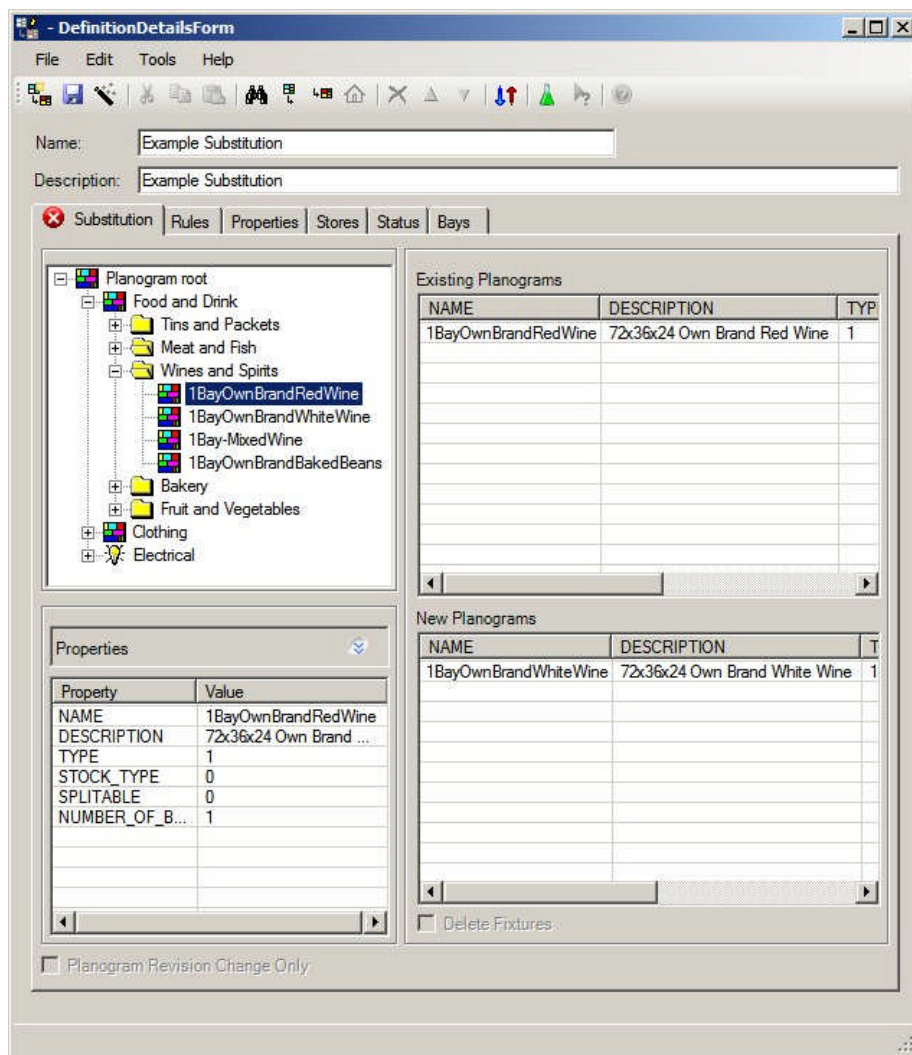 - DefinitionDetailsForm
File Edit Tools Help
Name: Example Substitution
Description: Example Substitution
Substitution Rules Properties Stores Status Bays
Planogram root
Food and Drink
Tins and Packets
Meat and Fish
Wines and Spirits
1BayOwnBrandRedWine
1BayOwnBrandWhiteWine
1Bay-MixedWine
1BayOwnBrandBakedBeans
Bakery
Fruit and Vegetables
Clothing
Electrical
Existing Planograms
NAME DESCRIPTION TYP
1BayOwnBrandRedWine 72x36x24 Own Brand Red Wine 1
Properties
Property Value
NAME 1BayOwnBrandRedWine
DESCRIPTION 72x36x24 Own Brand ...
TYPE 1
STOCK_TYPE 0
SPLITABLE 0
NUMBER_OF_B... 1
New Planograms
NAME DESCRIPTION T
1BayOwnBrandWhiteWine 72x36x24 Own Brand White Wine 1
Delete Fixtures
Planogram Revision Change Only